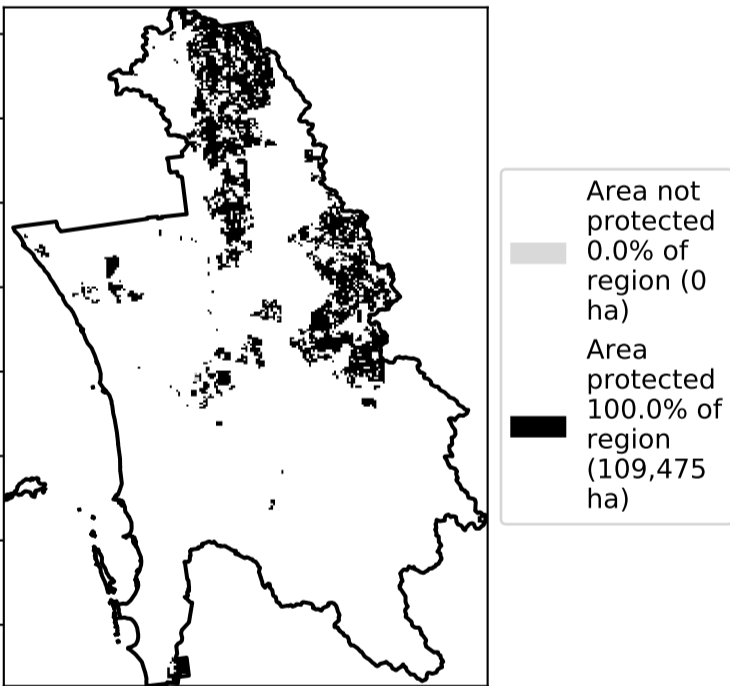 Area not
protected
0.0% of
region (0
ha)
Area
protected
100.0% of
region
(109,475
ha)